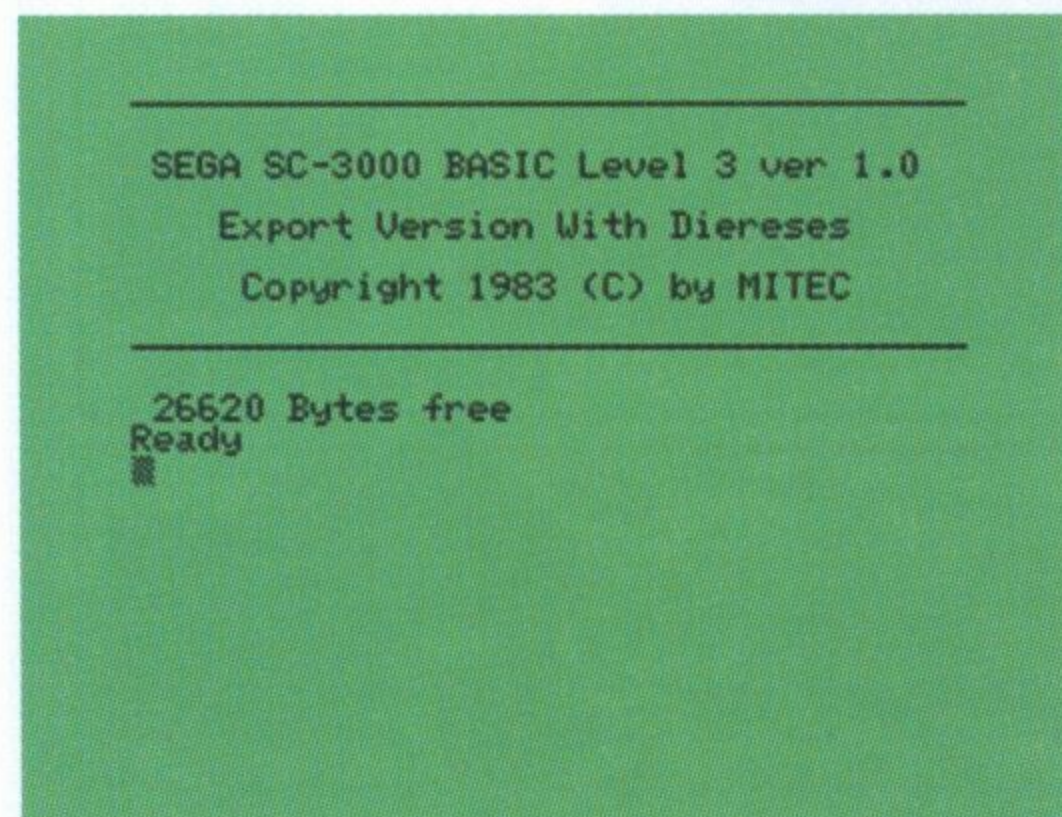 SEGA SC-3000 BASIC Level 3 ver 1.0
Export Version With Diereses
Copyright 1983 (C) by MITEC
26620 Bytes free
Ready